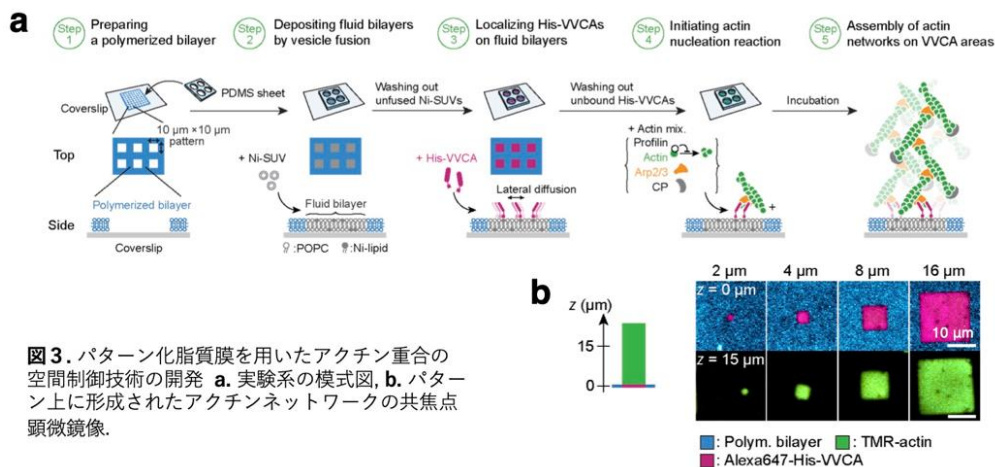 a
Step 1
Preparing
a polymerized bilayer
Step 2
Depositing fluid bilayers
by vesicle fusion
Step 3
Localizing His-VVCAs
on fluid bilayers
Step 4
Initiating actin
nucleation reaction
Step 5
Assembly of actin
networks on VVCA areas
Coverslip
PDMS sheet
Washing out
unfused Ni-SUVs
Washing out
unbound His-VVCAs
Incubation
10 µm ×10 µm
pattern
Top
+ Ni-SUV
+ His-VVCA
+ Actin mix.
Profilin
Actin
Arp2/3
CP
Polymerized bilayer
Fluid bilayer
Lateral diffusion
+
Side
Coverslip
:POPC
:Ni-lipid
b
z (µm)
15
0
2 µm
4 µm
8 µm
16 µm
z = 0 µm
10 µm
z = 15 µm
: Polym. bilayer
: TMR-actin
: Alexa647-His-VVCA
図3. パターン化脂質膜を用いたアクチン重合の
空間制御技術の開発 a. 実験系の模式図, b. パター
ン上に形成されたアクチンネットワークの共焦点
顕微鏡像.